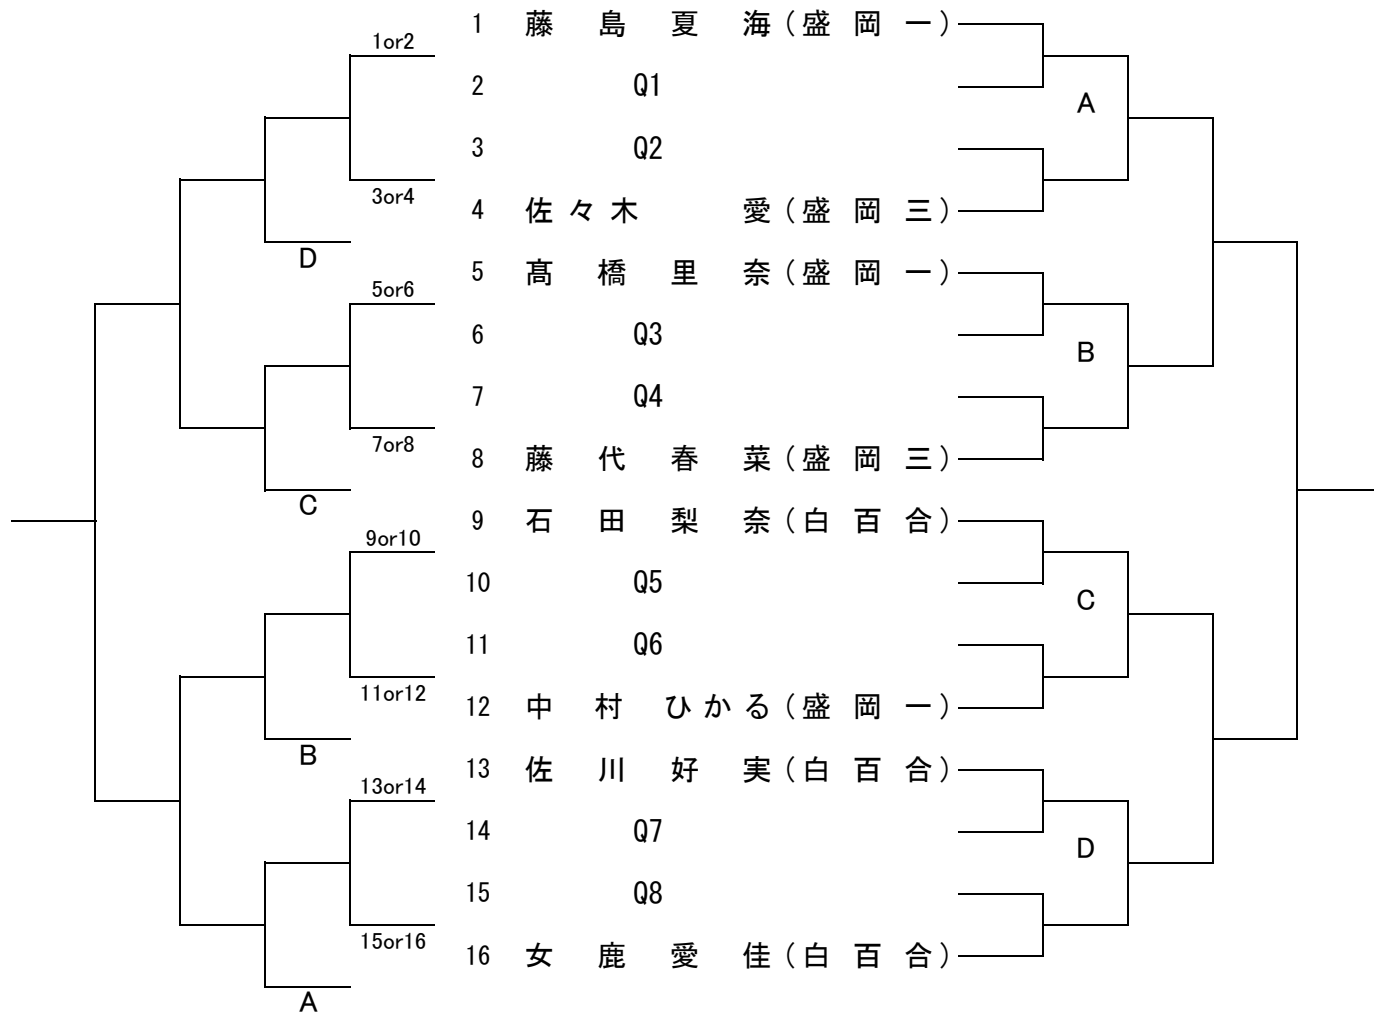 1 藤島夏海(盛岡一)
1or2
2 Q1
A
3 Q2
3or4
4 佐々木 愛(盛岡三)
D
5 髙橋里奈(盛岡一)
5or6
6 Q3
B
7 Q4
7or8
8 藤代春菜(盛岡三)
C
9 石田梨奈(白百合)
9or10
10 Q5
C
11 Q6
11or12
12 中村ひかる(盛岡一)
B
13 佐川好実(白百合)
13or14
14 Q7
D
15 Q8
15or16
16 女鹿愛佳(白百合)
A